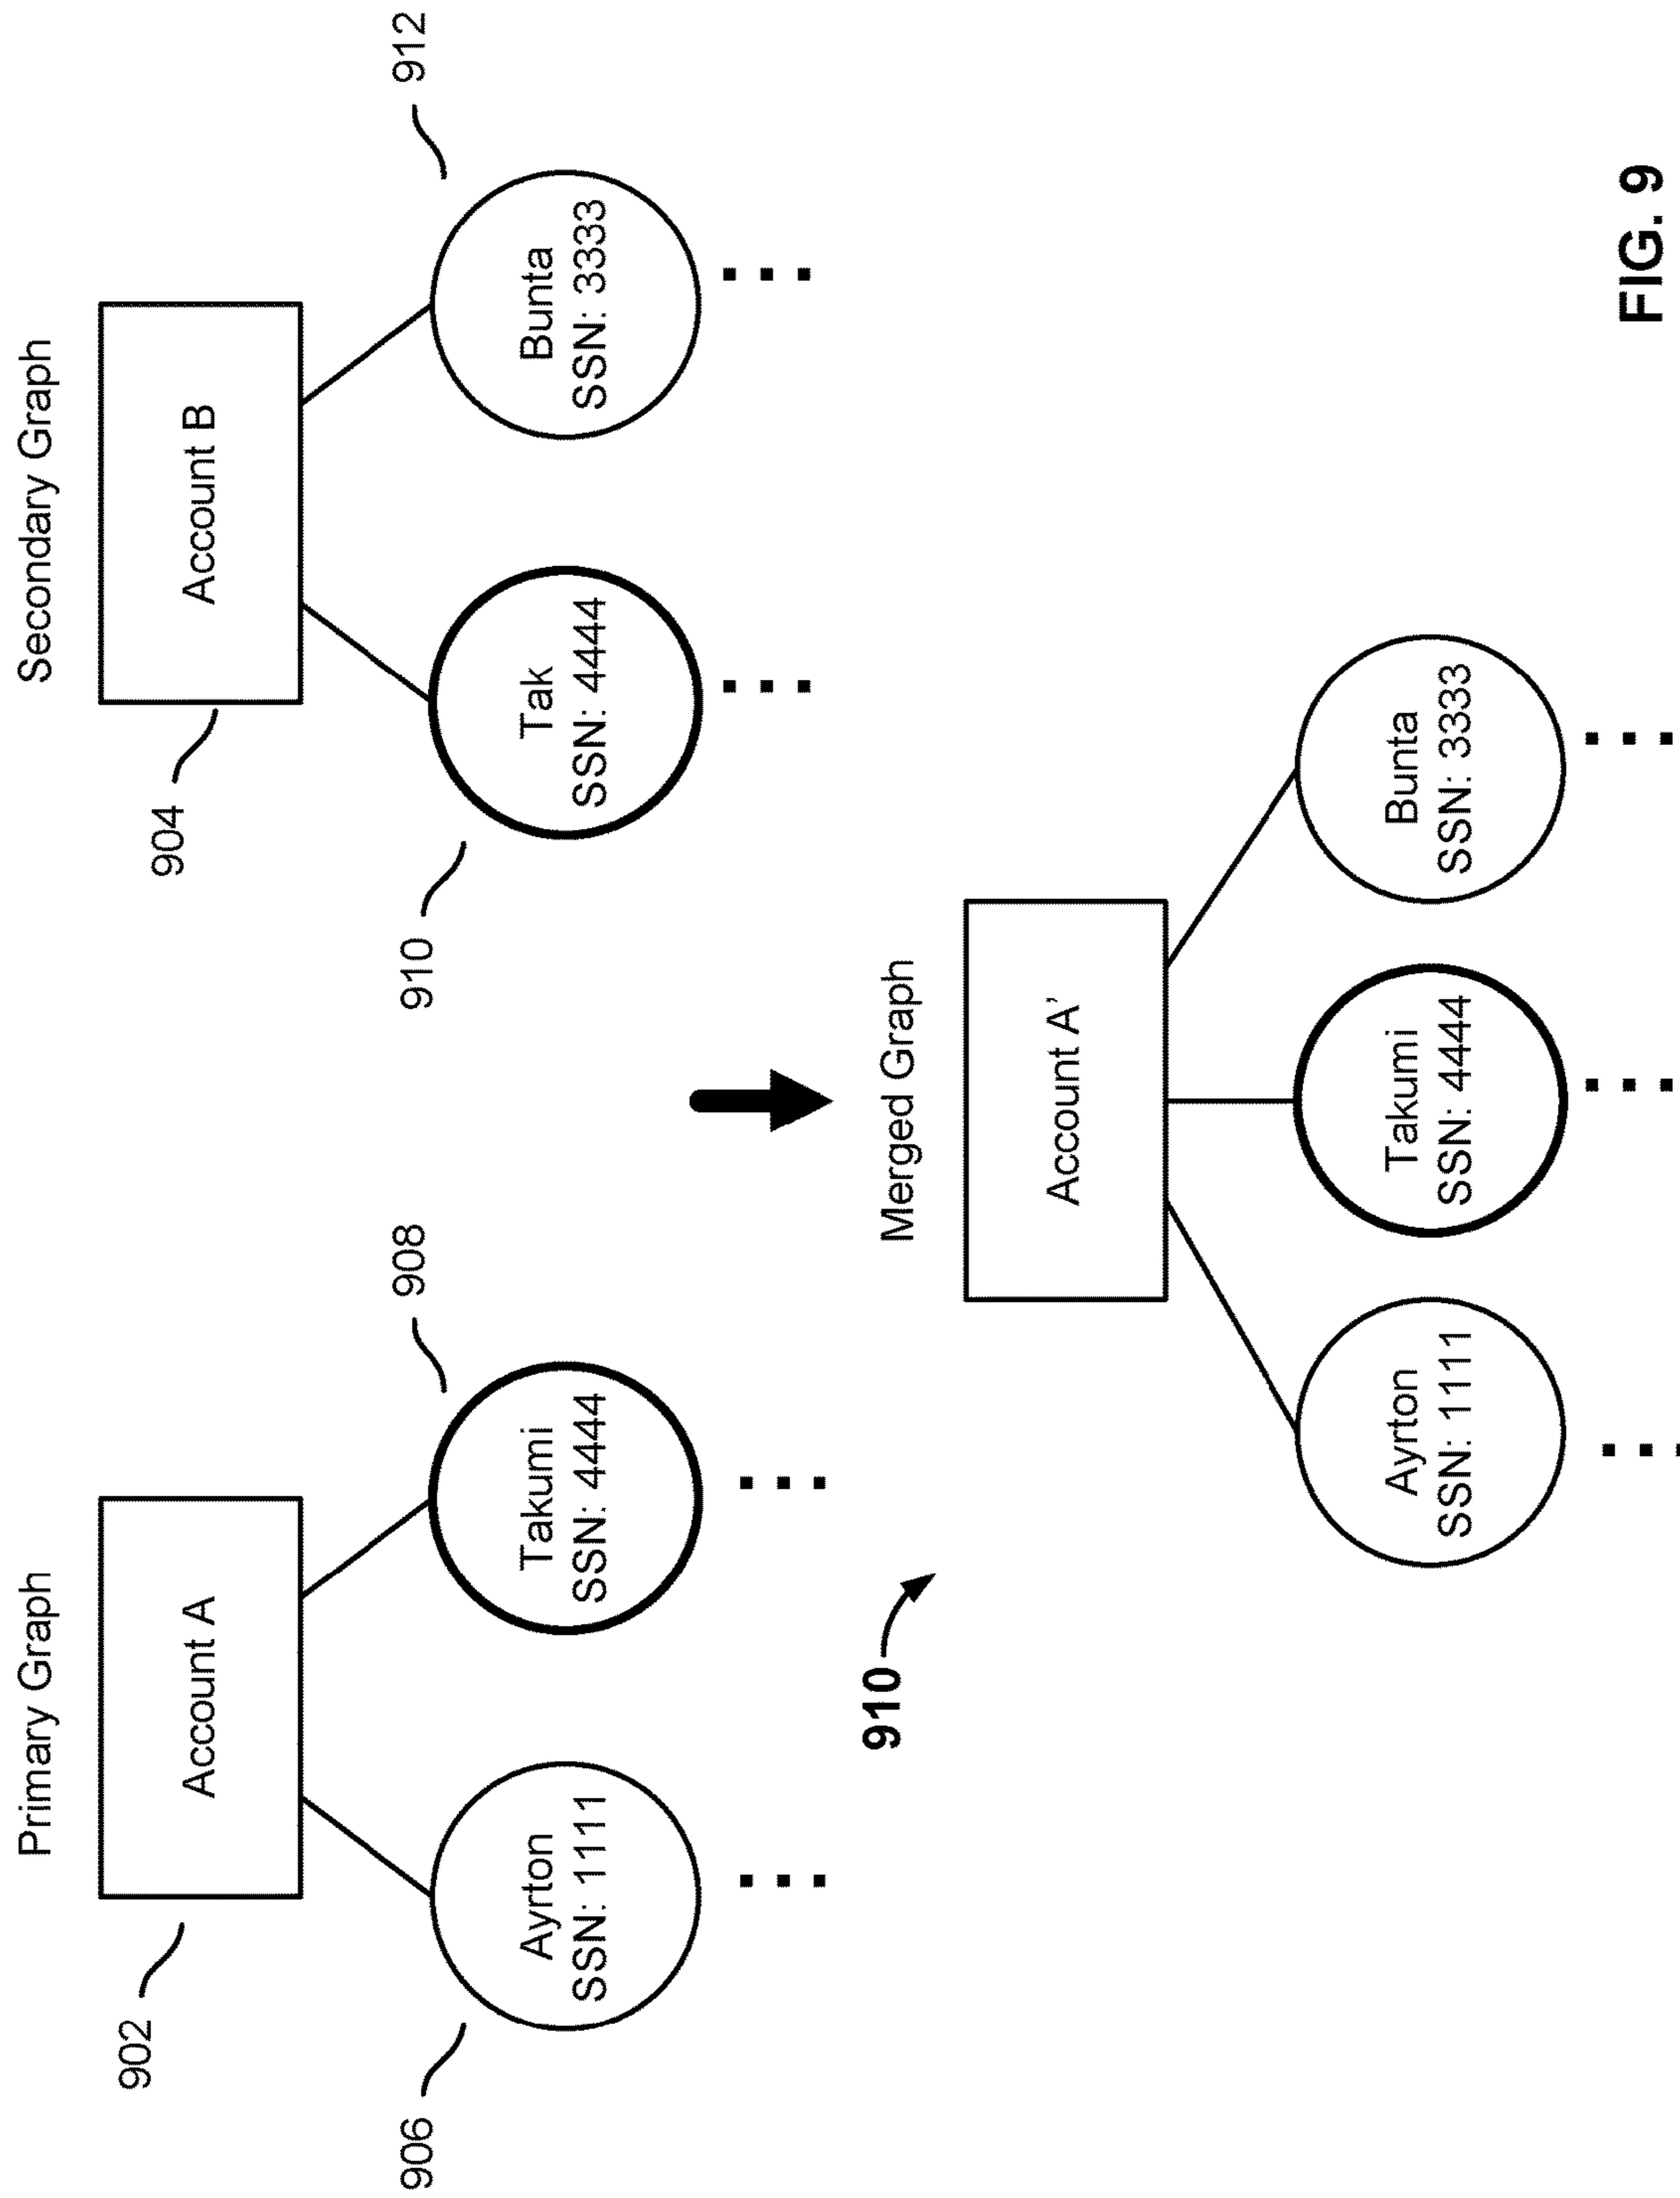 Primary Graph
Secondary Graph
902
Account A
904
Account B
906
Ayrton
SSN: 1111
908
Takumi
SSN: 4444
910
Tak
SSN: 4444
912
Bunta
SSN: 3333
910
Merged Graph
Account A'
Ayrton
SSN: 1111
Takumi
SSN: 4444
Bunta
SSN: 3333
FIG. 9